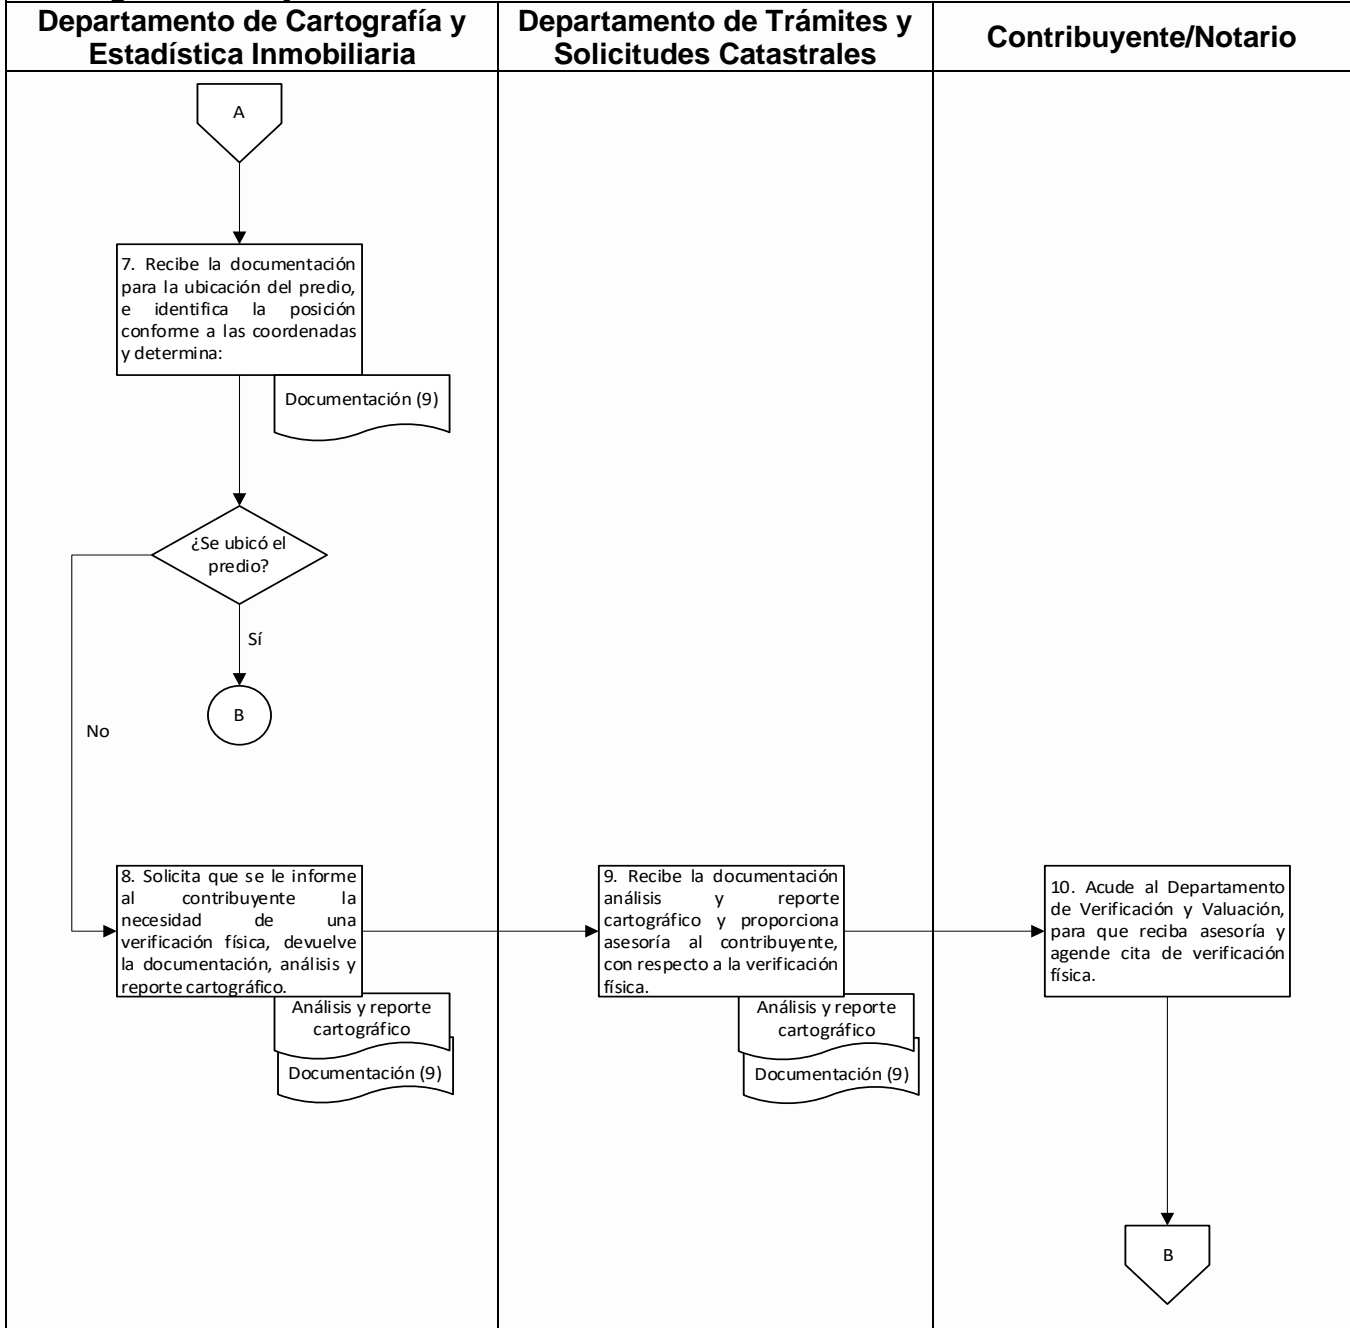 Departamento de Cartografía y
Estadística Inmobiliaria
Departamento de Trámites y
Solicitudes Catastrales
Contribuyente/Notario
A
7. Recibe la documentación
para la ubicación del predio,
e identifica la posición
conforme a las coordenadas
y determina:
Documentación (9)
¿Se ubicó el
predio?
Sí
B
No
8. Solicita que se le informe
al contribuyente la
necesidad de una
verificación física, devuelve
la documentación, análisis y
reporte cartográfico.
Análisis y reporte
cartográfico
Documentación (9)
9. Recibe la documentación
análisis y reporte
cartográfico y proporciona
asesoría al contribuyente,
con respecto a la verificación
física.
Análisis y reporte
cartográfico
Documentación (9)
10. Acude al Departamento
de Verificación y Valuación,
para que reciba asesoría y
agende cita de verificación
física.
B